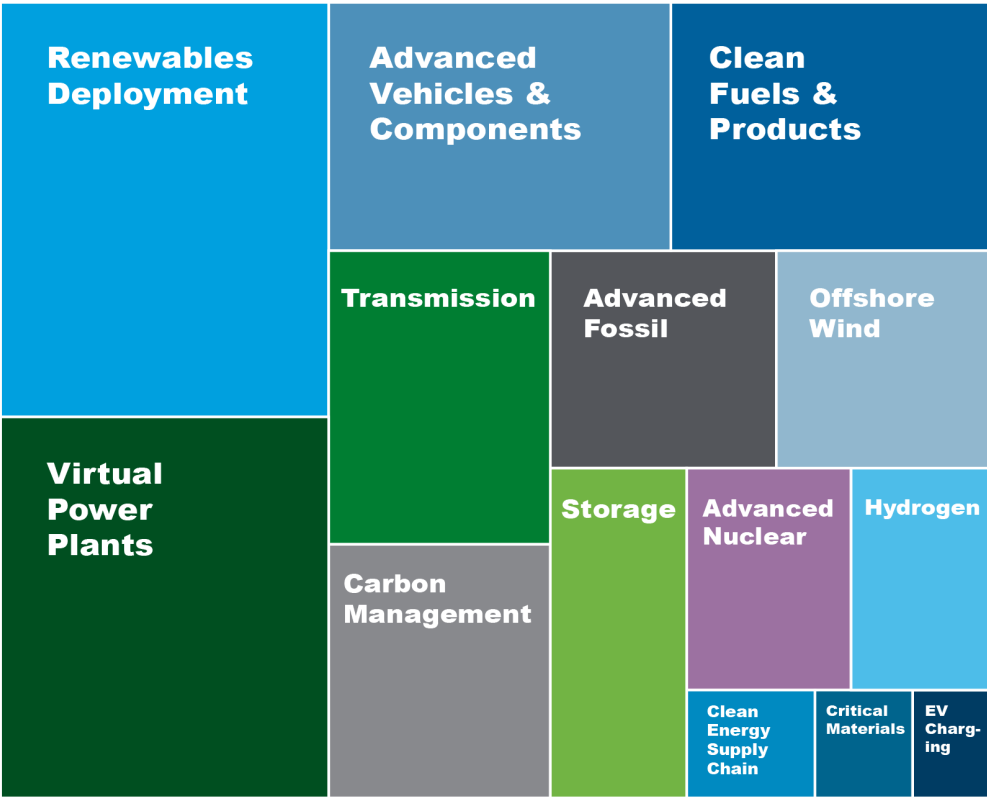 Renewables
Deployment
Advanced
Vehicles &
Components
Clean
Fuels &
Products
Transmission
Advanced
Fossil
Offshore
Wind
Virtual
Power
Plants
Carbon
Management
Storage
Advanced
Nuclear
Hydrogen
Clean
Energy
Supply
Chain
Critical
Materials
EV
Charg-
ing